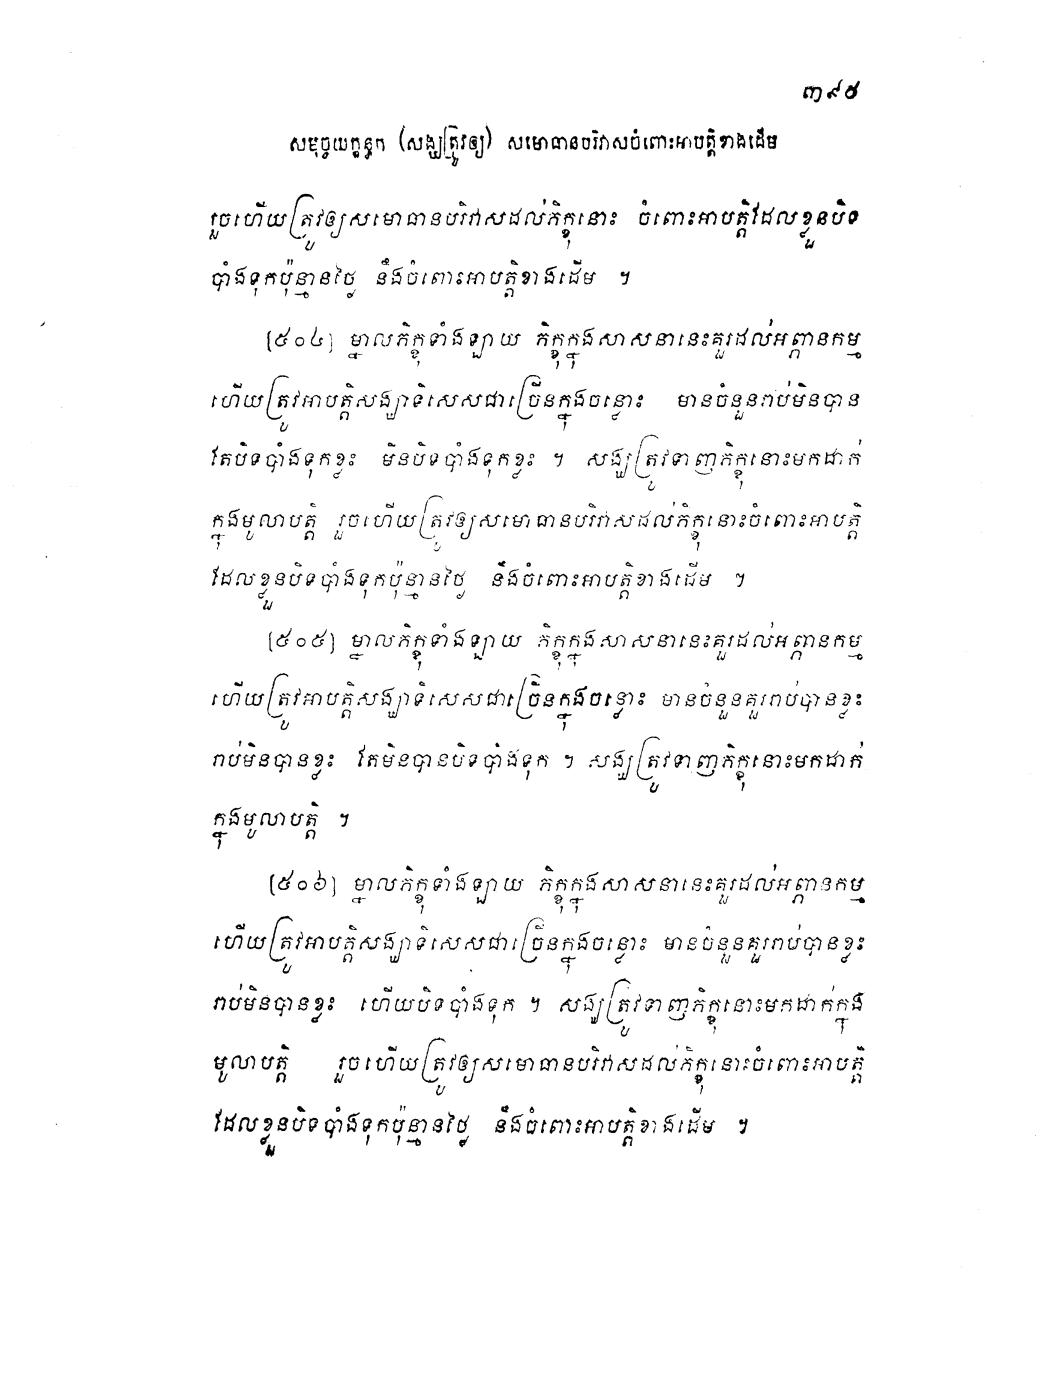 ៣៩៥
សមុច្ចយក្ខន្ធក (សង្ឃត្រូវឲ្យ) សមោធានបរិវាសចំពោះអាបត្តិខាងដើម
រួចហើយត្រូវឲ្យសមោធានបរិវាសដល់ភិក្ខុនោះ ចំពោះអាបត្តិដែលខ្លួនបិទ
បាំងទុកប៉ុន្មានថ្ងៃ នឹងចំពោះអាបត្តិខាងដើម ។
[៥០៤] ម្នាលភិក្ខុទាំងឡាយ ភិក្ខុក្នុងសាសនានេះគួរដល់អព្ភានកម្ម
ហើយត្រូវអាបត្តិសង្ឃាទិសេសជាច្រើនក្នុងចន្លោះ មានចំនួនរាប់មិនបាន
តែបិទបាំងទុកខ្លះ មិនបិទបាំងទុកខ្លះ ។ សង្ឃត្រូវទាញភិក្ខុនោះមកដាក់
ក្នុងមូលាបត្តិ រួចហើយត្រូវឲ្យសមោធានបរិវាសដល់ភិក្ខុនោះចំពោះអាបត្តិ
ដែលខ្លួនបិទបាំងទុកប៉ុន្មានថ្ងៃ នឹងចំពោះអាបត្តិខាងដើម ។
[៥០៥] ម្នាលភិក្ខុទាំងឡាយ ភិក្ខុក្នុងសាសនានេះគួរដល់អព្ភានកម្ម
ហើយត្រូវអាបត្តិសង្ឃាទិសេសជាច្រើនក្នុងចន្លោះ មានចំនួនគួររាប់បានខ្លះ
រាប់មិនបានខ្លះ តែមិនបានបិទបាំងទុក ។ សង្ឃត្រូវទាញភិក្ខុនោះមកដាក់
ក្នុងមូលាបត្តិ ។
[៥០៦] ម្នាលភិក្ខុទាំងឡាយ ភិក្ខុក្នុងសាសនានេះគួរដល់អព្ភានកម្ម
ហើយត្រូវអាបត្តិសង្ឃាទិសេសជាច្រើនក្នុងចន្លោះ មានចំនួនគួររាប់បានខ្លះ
រាប់មិនបានខ្លះ ហើយបិទបាំងទុក ។ សង្ឃត្រូវទាញភិក្ខុនោះមកដាក់ក្នុង
មូលាបត្តិ រួចហើយត្រូវឲ្យសមោធានបរិវាសដល់ភិក្ខុនោះចំពោះអាបត្តិ
ដែលខ្លួនបិទបាំងទុកប៉ុន្មានថ្ងៃ នឹងចំពោះអាបត្តិខាងដើម ។